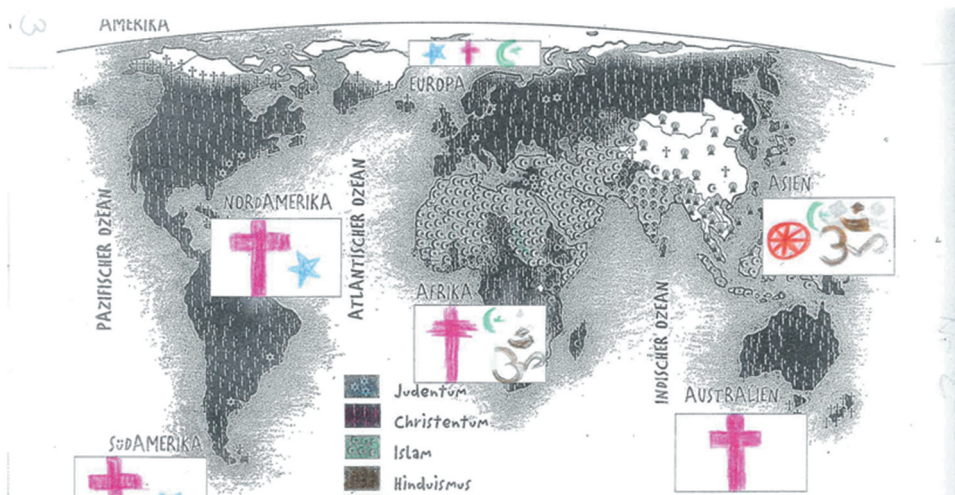 AMERIKA
EUROPA
ASIEN
NORDAMERIKA
PAZIFISCHER OZEAN
ATLANTISCHER OZEAN
AFRIKA
INDISCHER OZEAN
AUSTRALIEN
SÜDAMERIKA
Judentum
Christentum
Islam
Hinduismus